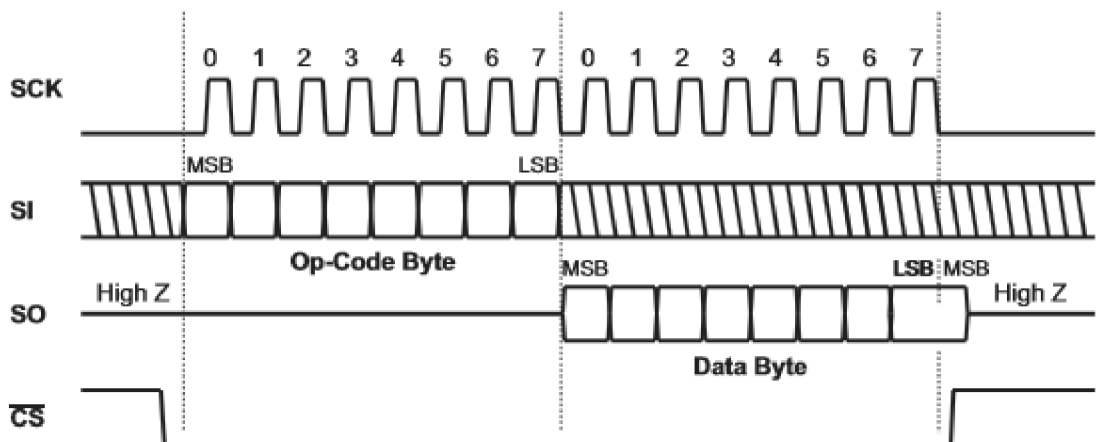 0 1 2 3 4 5 6 7 0 1 2 3 4 5 6 7
SCK
MSB LSB
SI
Op-Code Byte
MSB LSB MSB
High Z High Z
SO
Data Byte
CS